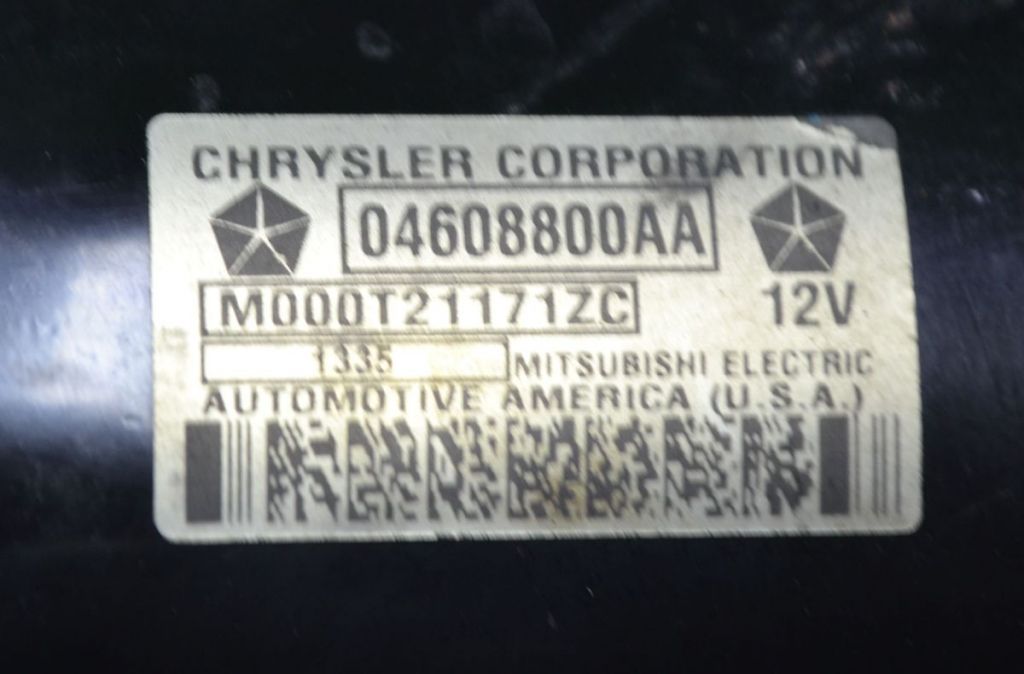 CHRYSLER CORPORATION
04608800AA
M000T21171ZC 12V
1335 MITSUBISHI ELECTRIC
AUTOMOTIVE AMERICA (U.S.A.)